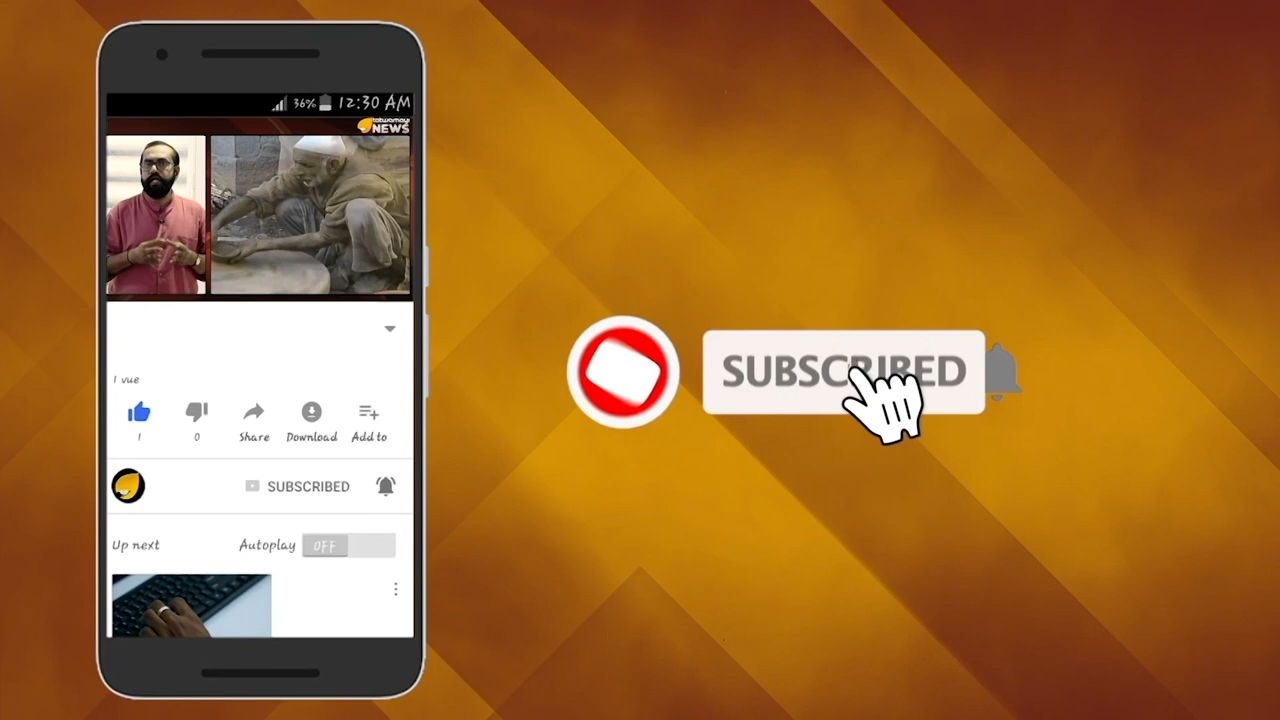 36% 12:30 AM
tatwamayi
NEWS
1 vue
1 0 Share Download Add to
SUBSCRIBED
Up next Autoplay OFF
SUBSCRIBED